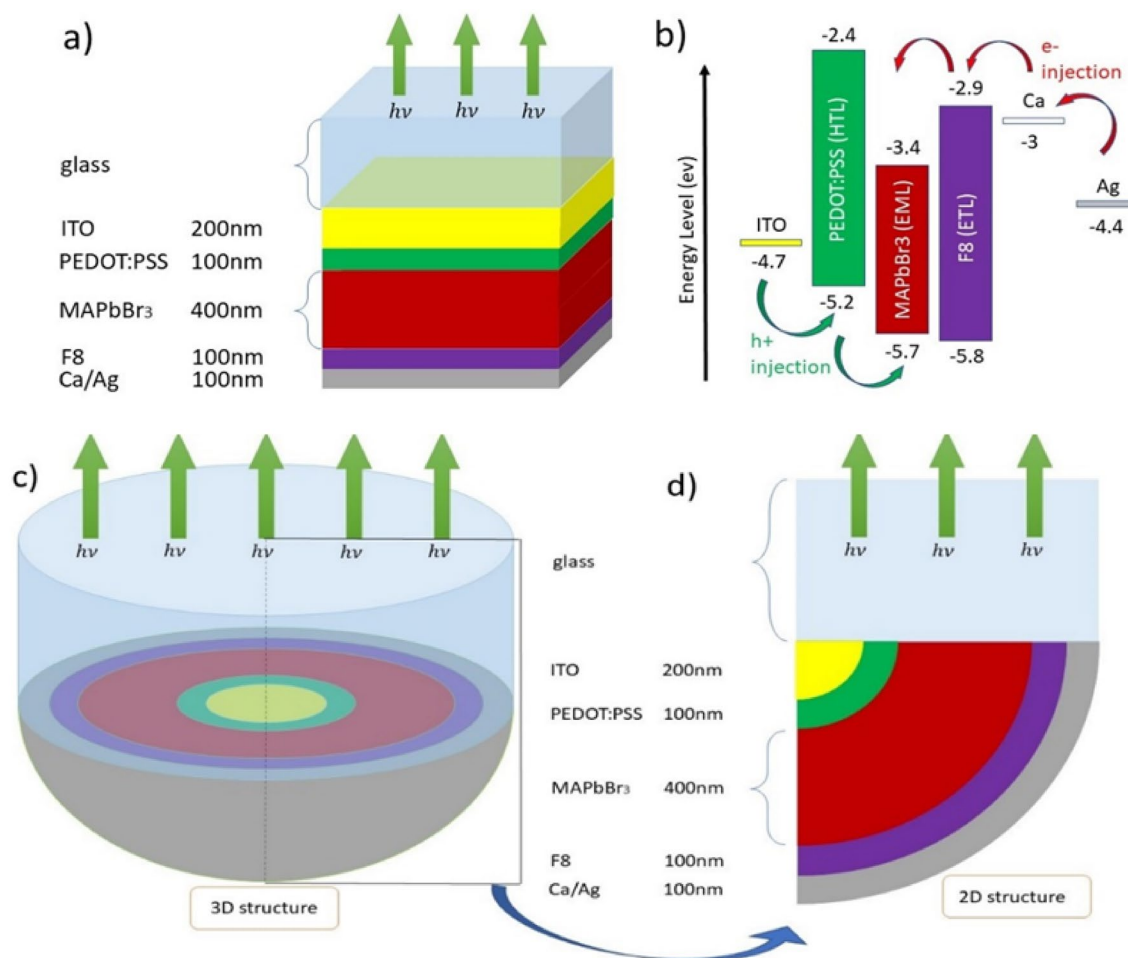 a)
hν hν hν
glass
ITO 200nm
PEDOT:PSS 100nm
MAPbBr₃ 400nm
F8 100nm
Ca/Ag 100nm
b)
Energy Level (ev)
-2.4
e-
injection
-2.9
Ca
-3
-3.4
Ag
-4.4
ITO
-4.7
PEDOT:PSS (HTL)
MAPbBr3 (EML)
F8 (ETL)
-5.2
h+
injection
-5.7
-5.8
c)
hν hν hν hν hν
3D structure
d)
hν hν hν
glass
ITO 200nm
PEDOT:PSS 100nm
MAPbBr₃ 400nm
F8 100nm
Ca/Ag 100nm
2D structure